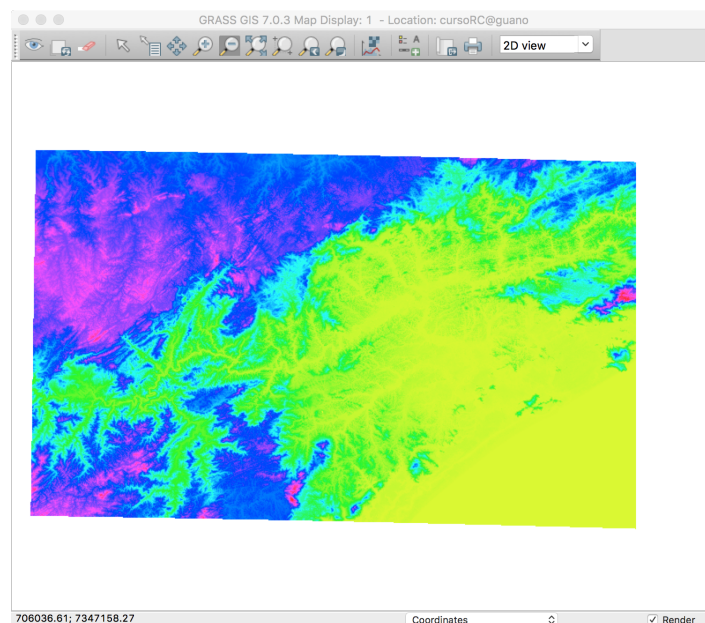 GRASS GIS 7.0.3 Map Display: 1 - Location: cursoRC@guano
2D view
706036.61; 7347158.27
Coordinates
Render